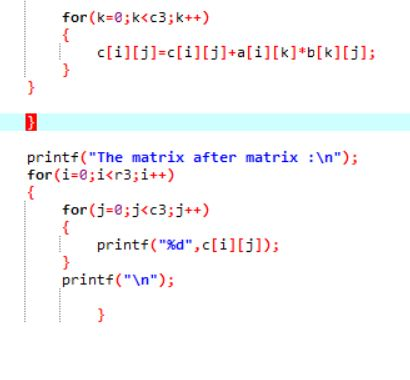 for(k=0;k<c3;k++)
{
c[i][j]=c[i][j]+a[i][k]*b[k][j];
}
}
}
printf("The matrix after matrix :\n");
for(i=0;i<r3;i++)
{
for(j=0;j<c3;j++)
{
printf("%d",c[i][j]);
}
printf("\n");
}